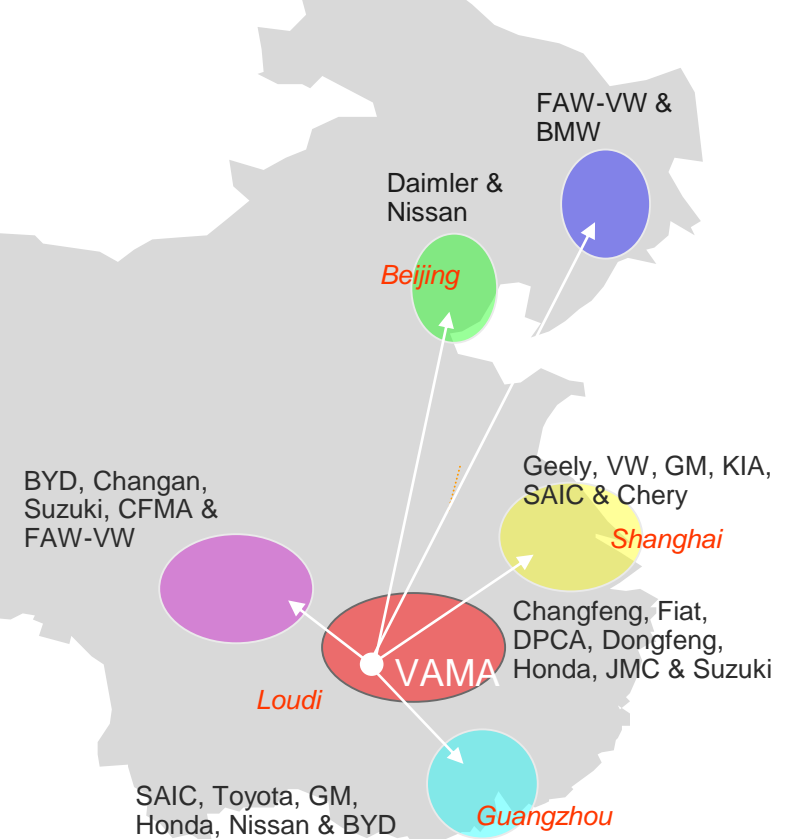 FAW-VW &
BMW
Daimler &
Nissan
Beijing
BYD, Changan,
Suzuki, CFMA &
FAW-VW
Geely, VW, GM, KIA,
SAIC & Chery
Shanghai
Changfeng, Fiat,
DPCA, Dongfeng,
Honda, JMC & Suzuki
VAMA
Loudi
SAIC, Toyota, GM,
Honda, Nissan & BYD
Guangzhou